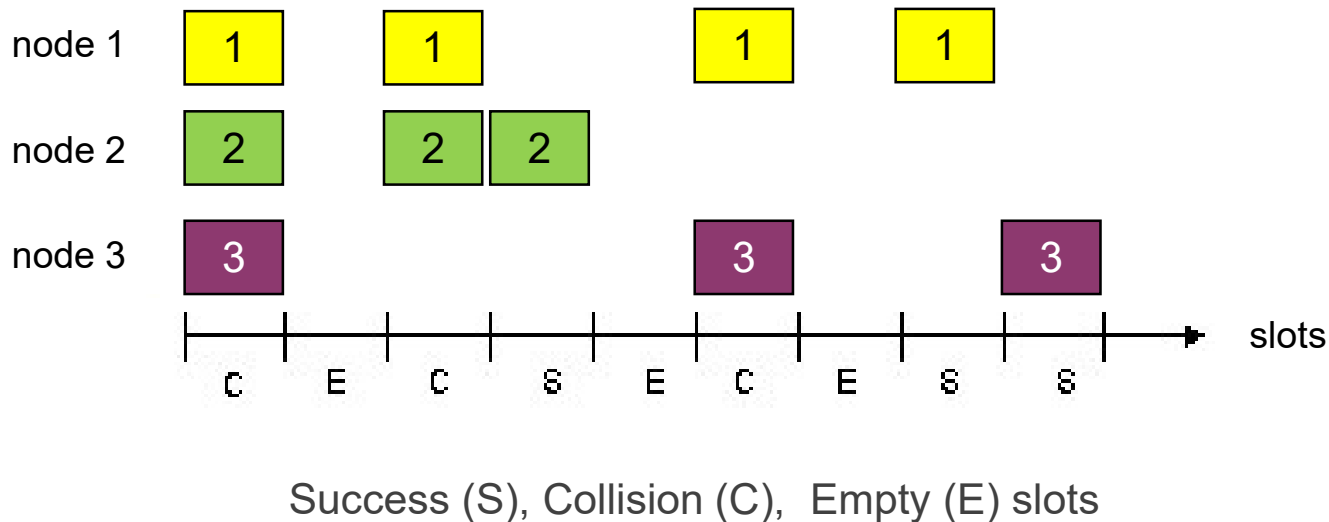 node 1 1 1 1 1
node 2 2 2 2
node 3 3 3 3
slots
C E C S E C E S S
Success (S), Collision (C), Empty (E) slots